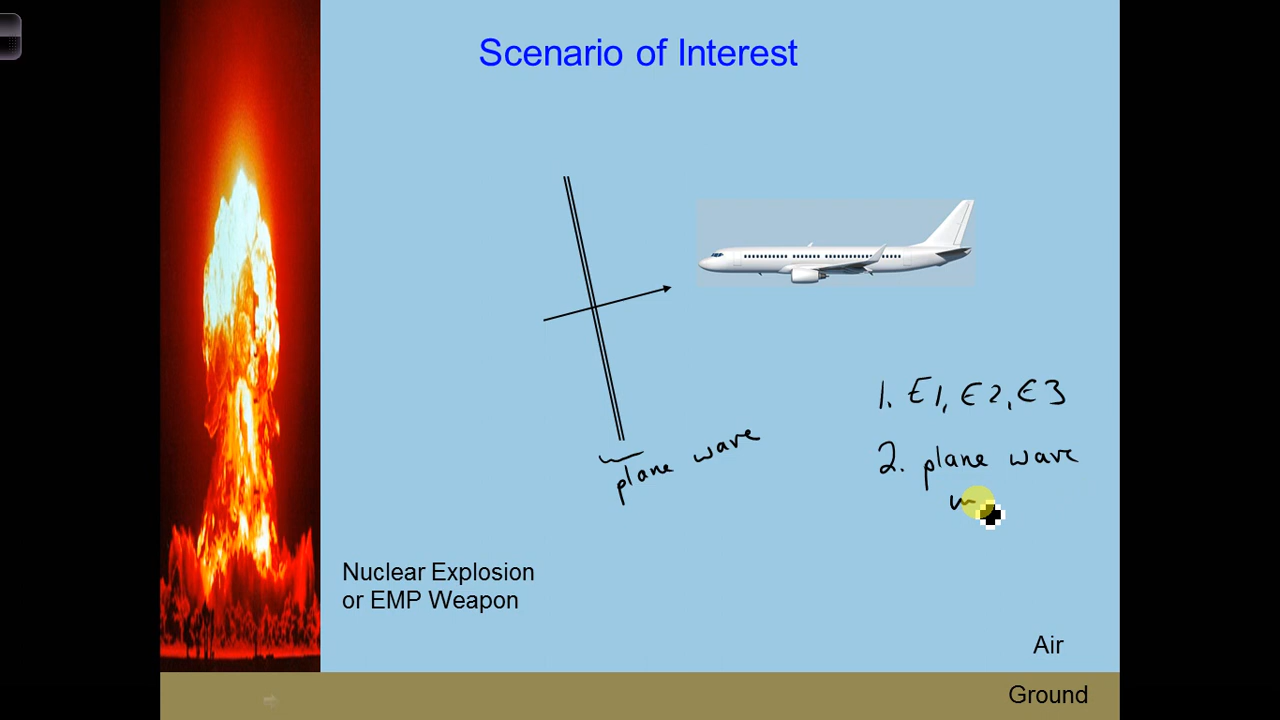 Scenario of Interest
1. E1, E2, E3
plane wave
2. plane wave
Nuclear Explosion
or EMP Weapon
Air
Ground